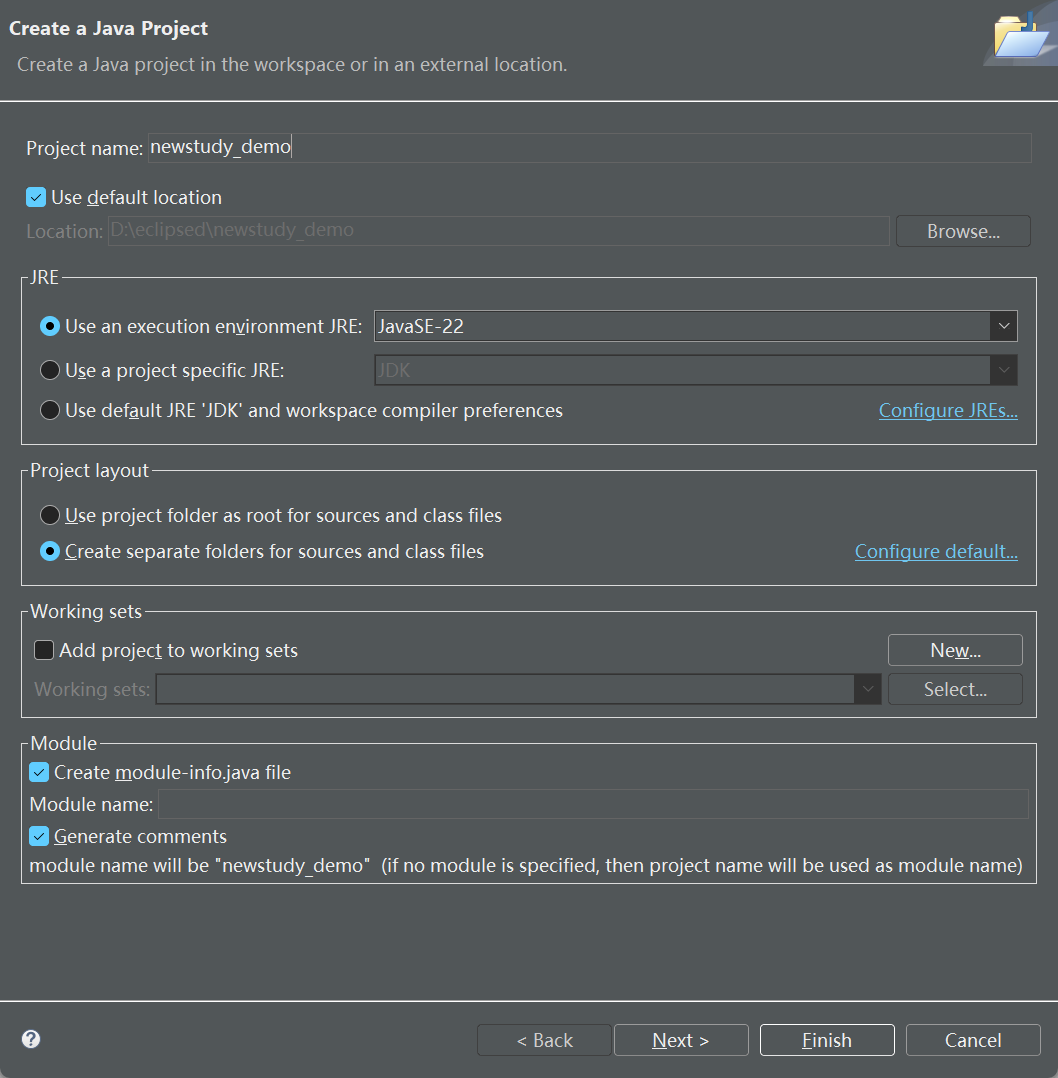 Create a Java Project
Create a Java project in the workspace or in an external location.
Project name: newstudy_demo
Use default location
Location: D:\eclipsed\newstudy_demo Browse...
JRE
Use an execution environment JRE: JavaSE-22
Use a project specific JRE: JDK
Use default JRE 'JDK' and workspace compiler preferences Configure JREs...
Project layout
Use project folder as root for sources and class files
Create separate folders for sources and class files Configure default...
Working sets
Add project to working sets New...
Working sets: Select...
Module
Create module-info.java file
Module name:
Generate comments
module name will be "newstudy_demo" (if no module is specified, then project name will be used as module name)
? < Back Next > Finish Cancel